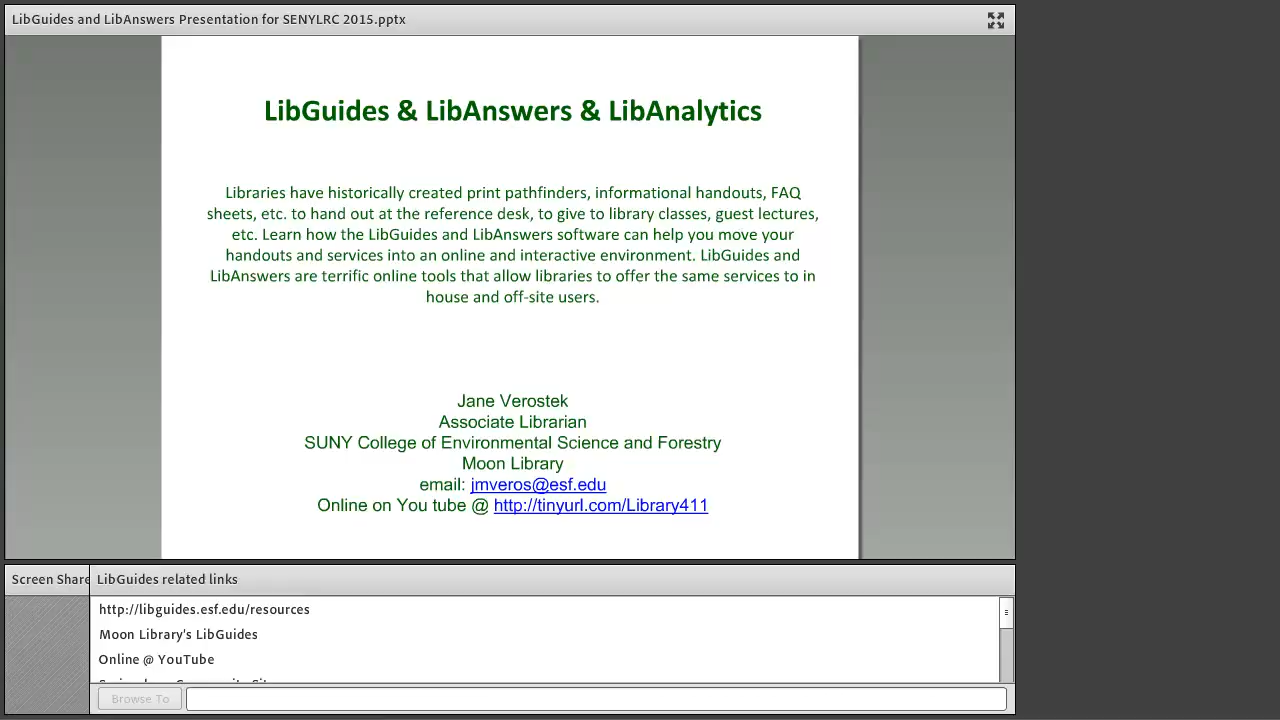 LibGuides and LibAnswers Presentation for SENYLRC 2015.pptx
LibGuides & LibAnswers & LibAnalytics
Libraries have historically created print pathfinders, informational handouts, FAQ
sheets, etc. to hand out at the reference desk, to give to library classes, guest lectures,
etc. Learn how the LibGuides and LibAnswers software can help you move your
handouts and services into an online and interactive environment. LibGuides and
LibAnswers are terrific online tools that allow libraries to offer the same services to in
house and off-site users.
Jane Verostek
Associate Librarian
SUNY College of Environmental Science and Forestry
Moon Library
email: jmveros@esf.edu
Online on You tube @ http://tinyurl.com/Library411
Screen Share
LibGuides related links
http://libguides.esf.edu/resources
Moon Library's LibGuides
Online @ YouTube
Browse To